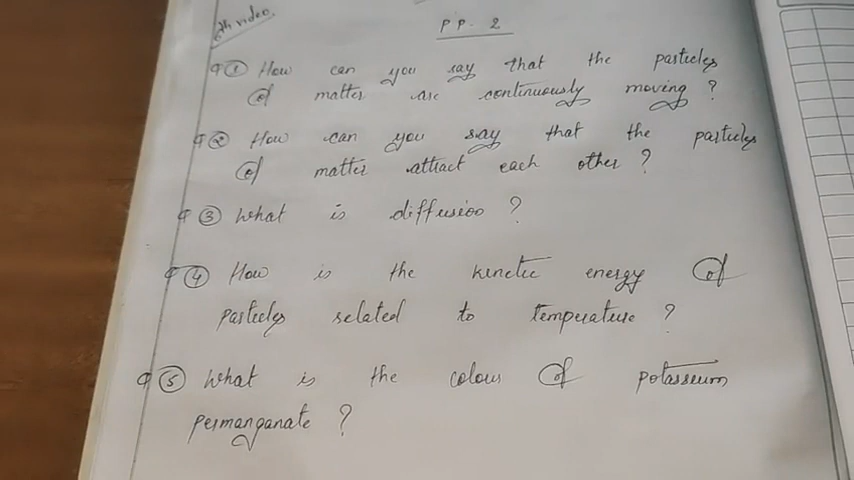 6th video
PP. 2
Q① How can you say that the particles
of matter are continuously moving ?
Q② How can you say that the particles
of matter attract each other ?
Q③ What is diffusion ?
Q④ How is the kinetic energy of
particles related to temperature ?
Q⑤ What is the colour of potassium
permanganate ?